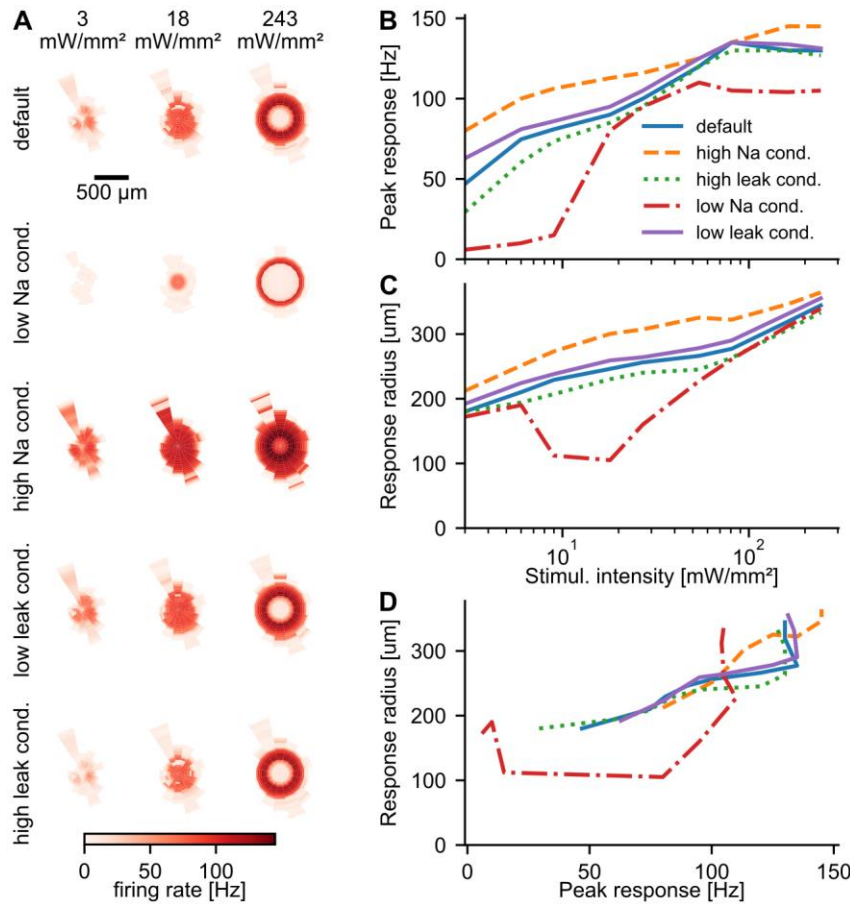 A
3
mW/mm²
18
mW/mm²
243
mW/mm²
default
500 µm
low Na cond.
high Na cond.
low leak cond.
high leak cond.
0
50
100
firing rate [Hz]
B
Peak response [Hz]
150
100
50
0
default
high Na cond.
high leak cond.
low Na cond.
low leak cond.
C
Response radius [um]
300
200
100
0
10¹
10²
Stimul. intensity [mW/mm²]
D
Response radius [um]
300
200
100
0
0
50
100
150
Peak response [Hz]